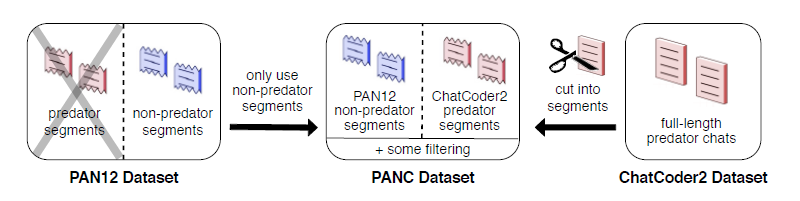 predator
segments
non-predator
segments
PAN12 Dataset
only use
non-predator
segments
PAN12
non-predator
segments
ChatCoder2
predator
segments
+ some filtering
PANC Dataset
cut into
segments
full-length
predator chats
ChatCoder2 Dataset